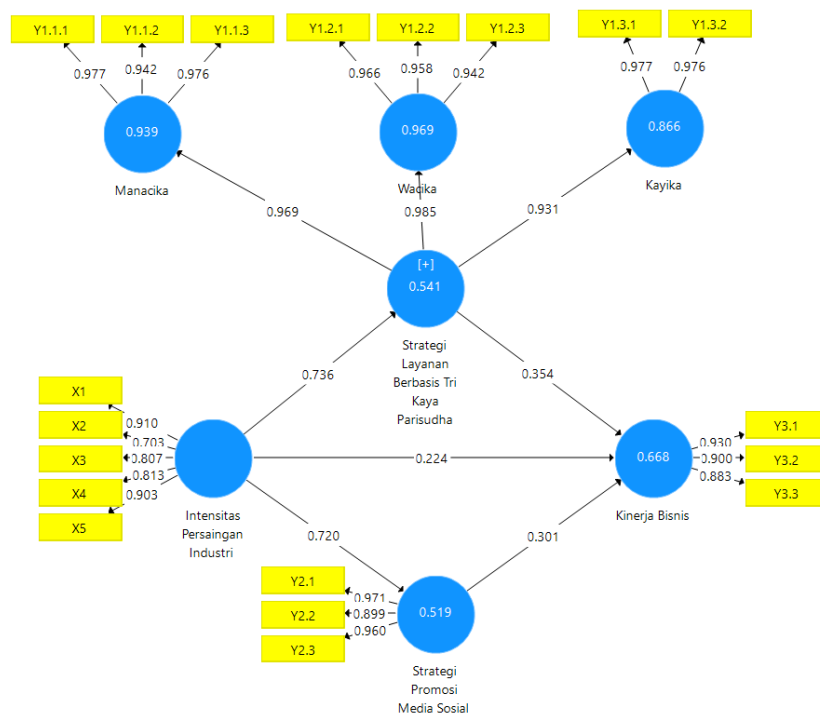 Y1.1.1
Y1.1.2
Y1.1.3
Y1.2.1
Y1.2.2
Y1.2.3
Y1.3.1
Y1.3.2
0.977
0.942
0.976
0.966
0.958
0.942
0.977
0.976
0.939
0.969
0.866
Manacika
Wacika
Kayika
0.969
0.985
0.931
[+]
0.541
Strategi
Layanan
Berbasis Tri
Kaya
Parisudha
0.736
0.354
X1
X2
X3
X4
X5
0.910
0.703
0.807
0.813
0.903
Intensitas
Persaingan
Industri
0.224
0.668
Kinerja Bisnis
0.930
0.900
0.883
Y3.1
Y3.2
Y3.3
0.720
0.301
Y2.1
Y2.2
Y2.3
0.971
0.899
0.960
0.519
Strategi
Promosi
Media Sosial